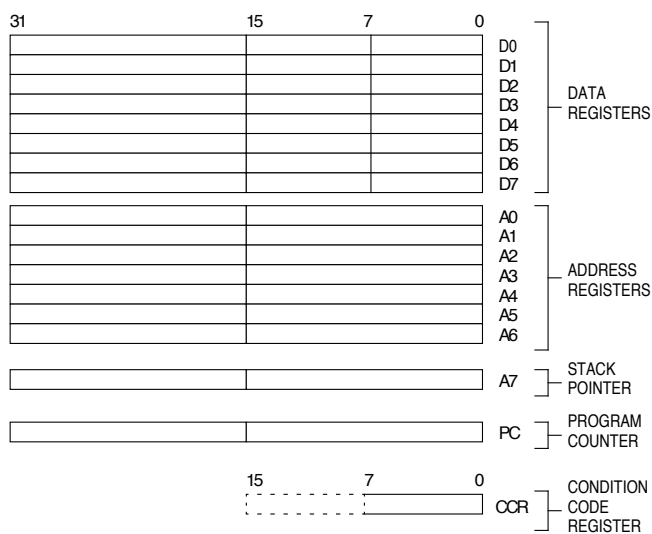 31 15 7 0
D0
D1
D2
D3
D4
D5
D6
D7
DATA
REGISTERS
A0
A1
A2
A3
A4
A5
A6
ADDRESS
REGISTERS
A7
STACK
POINTER
PC
PROGRAM
COUNTER
15 7 0
CCR
CONDITION
CODE
REGISTER